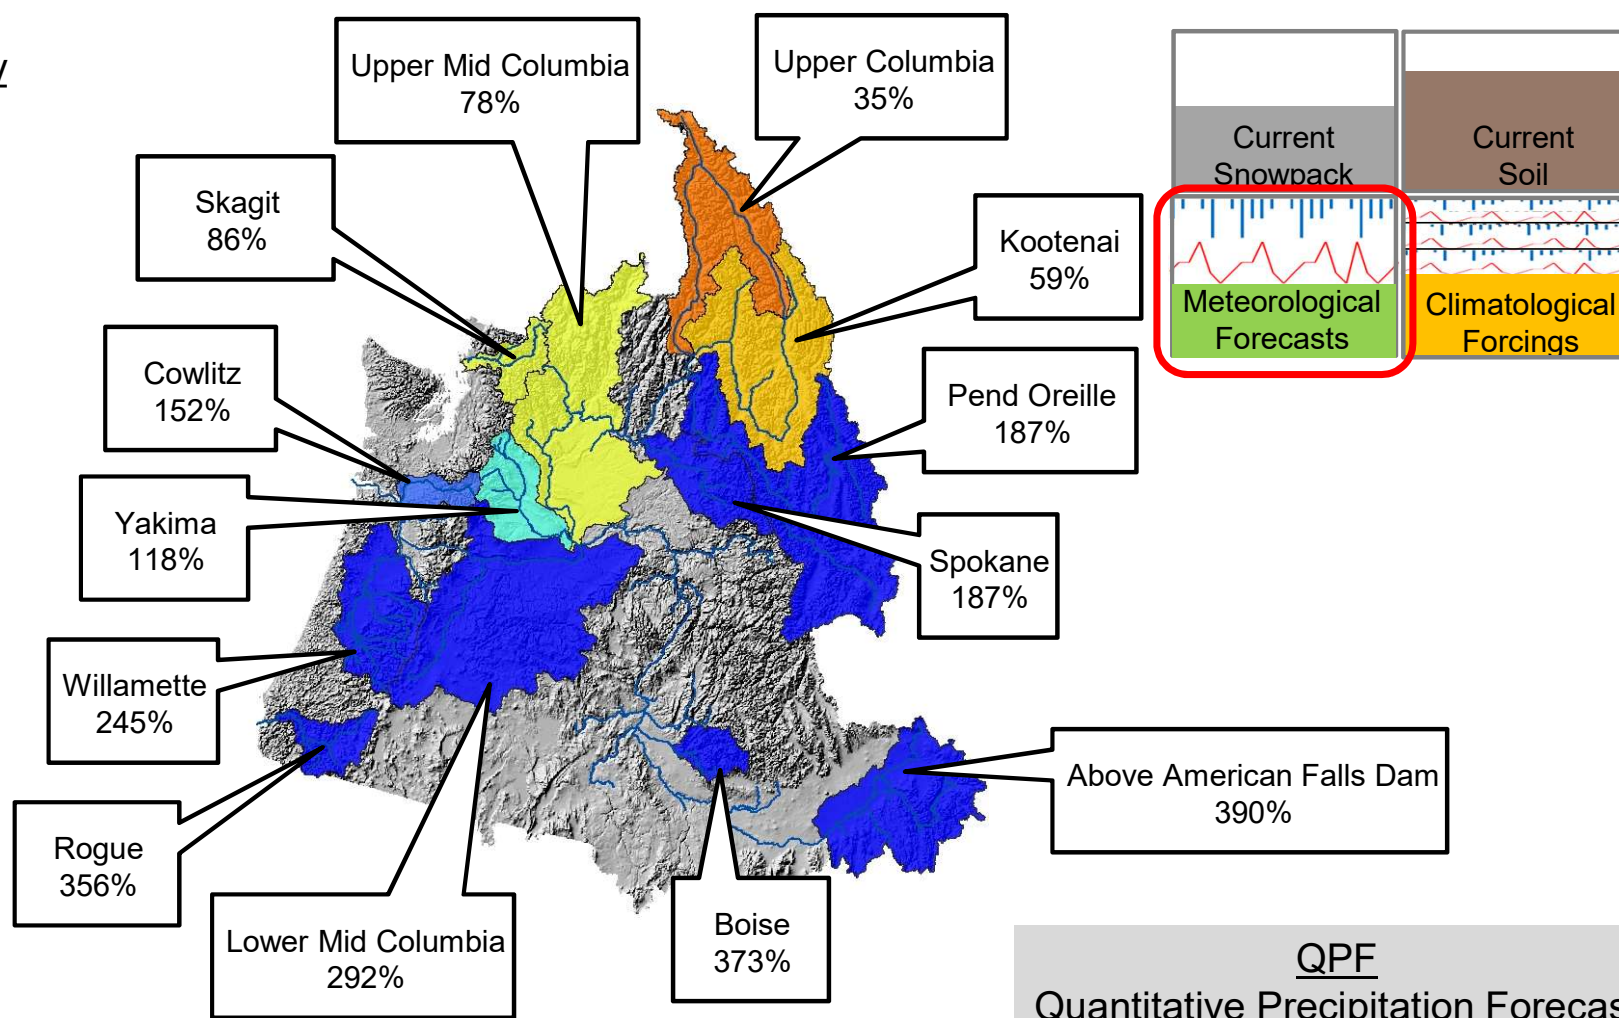 Upper Mid Columbia
78%
Upper Columbia
35%
Current
Snowpack
Current
Soil
Skagit
86%
Kootenai
59%
Meteorological
Forecasts
Climatological
Forcings
Cowlitz
152%
Pend Oreille
187%
Yakima
118%
Spokane
187%
Willamette
245%
Above American Falls Dam
390%
Rogue
356%
Lower Mid Columbia
292%
Boise
373%
QPF
Quantitative Precipitation